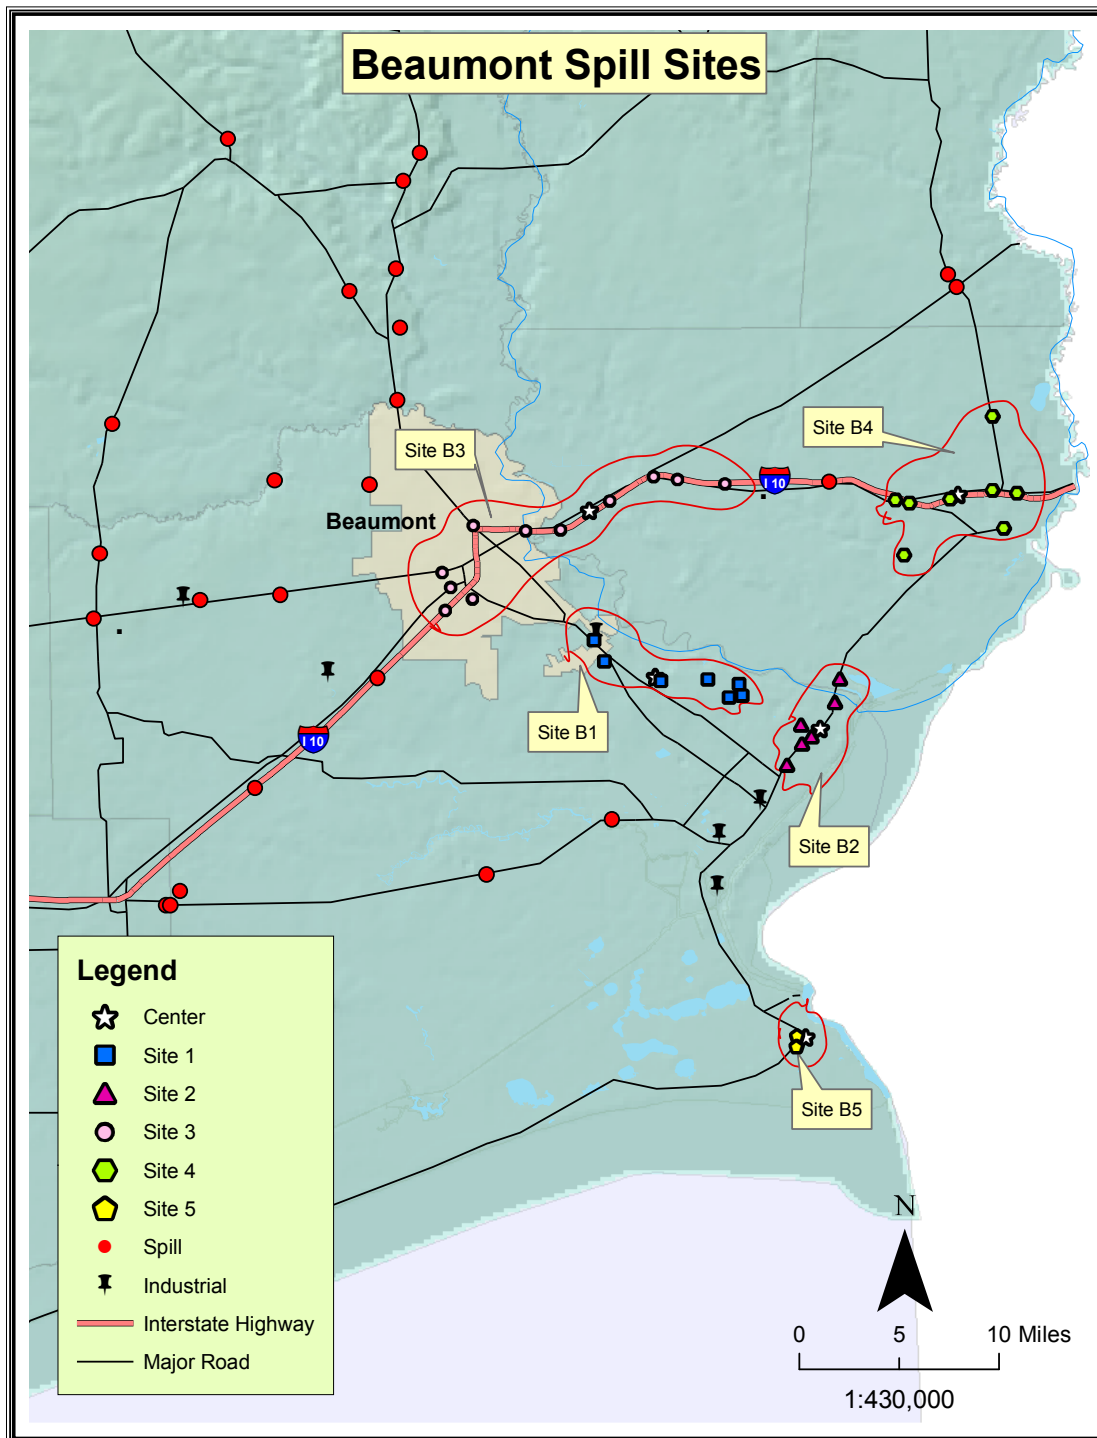 Beaumont Spill Sites
Site B4
Site B3
I 10
Beaumont
Site B1
I 10
Site B2
Legend
Center
Site 1
Site 2
Site 3
Site 4
Site 5
Spill
Industrial
Interstate Highway
Major Road
Site B5
N
0 5 10 Miles
1:430,000